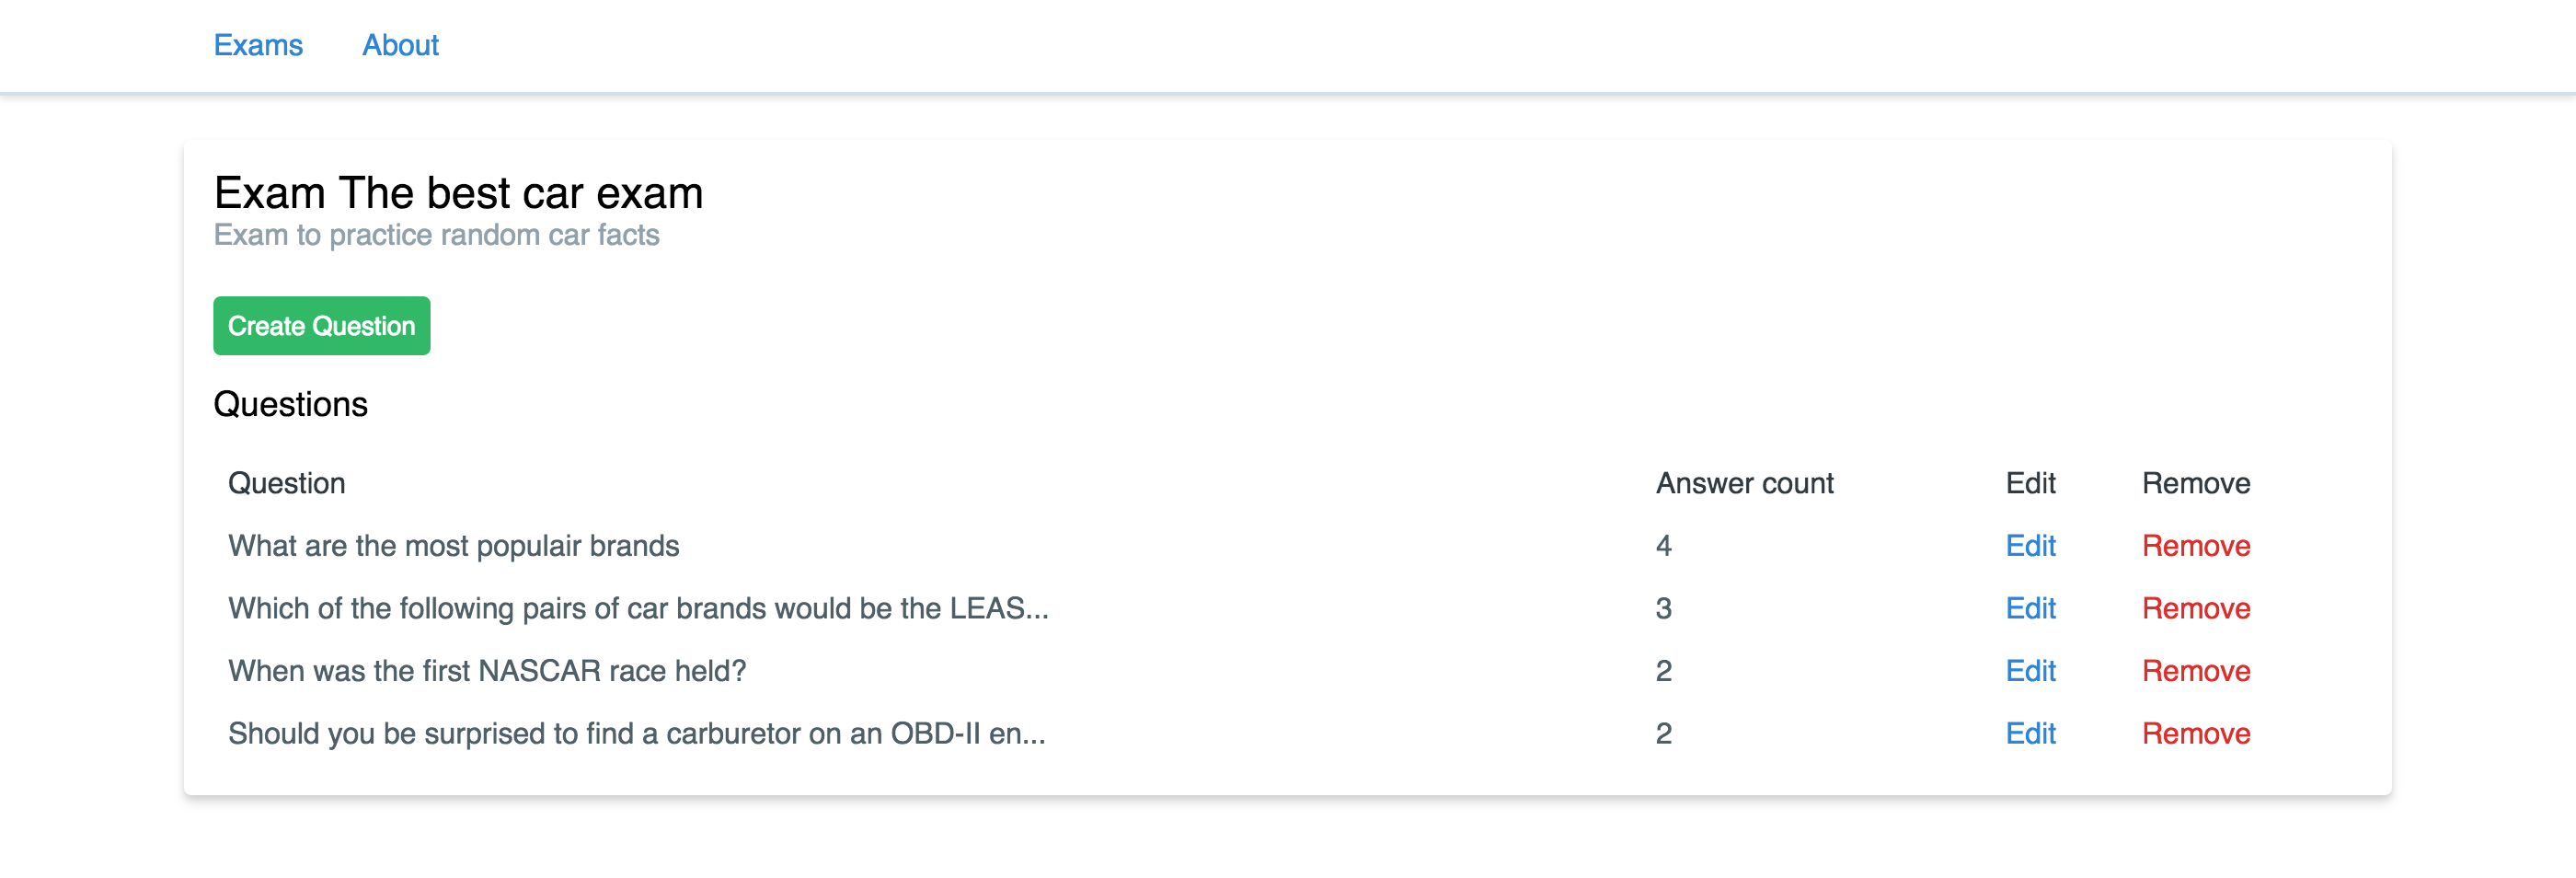 Exams About
Exam The best car exam
Exam to practice random car facts
Create Question
Questions
Question Answer count Edit Remove
What are the most populair brands 4 Edit Remove
Which of the following pairs of car brands would be the LEAS... 3 Edit Remove
When was the first NASCAR race held? 2 Edit Remove
Should you be surprised to find a carburetor on an OBD-II en... 2 Edit Remove